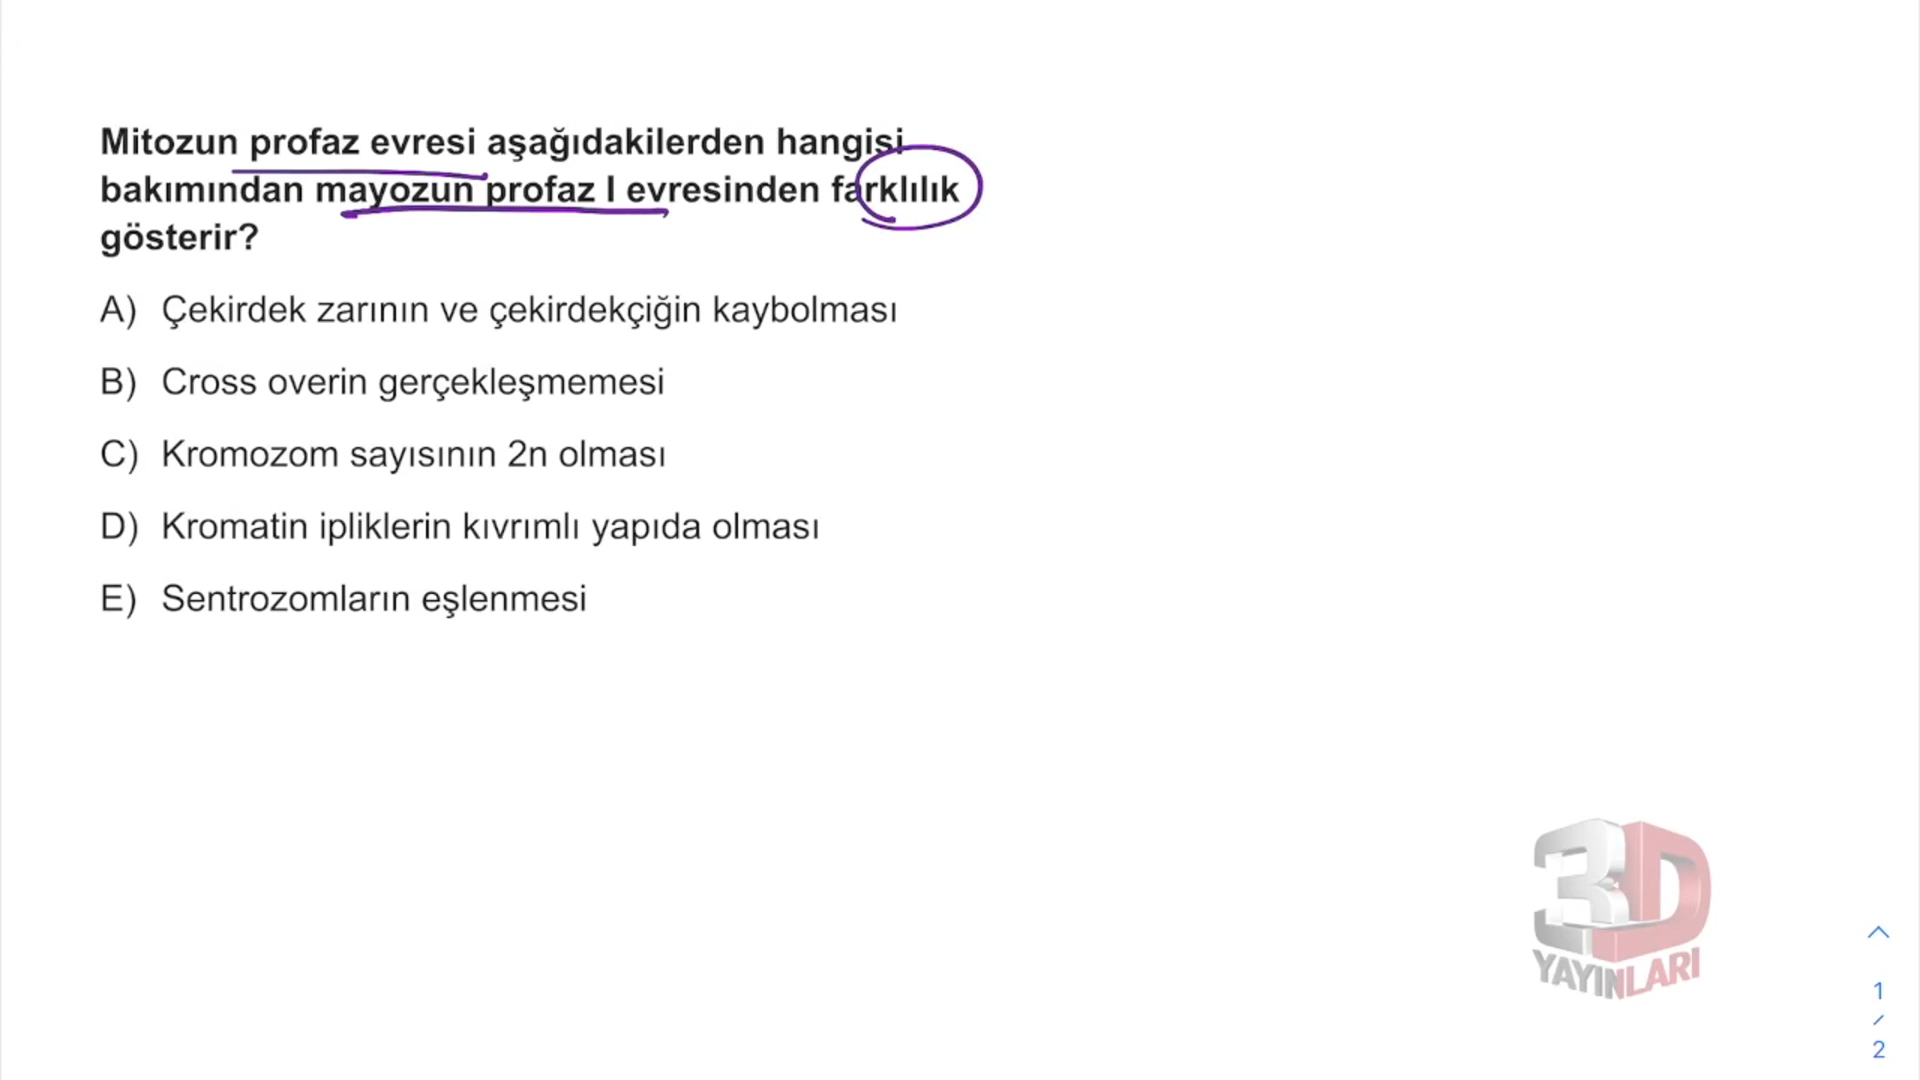 Mitozun profaz evresi aşağıdakilerden hangisi
bakımından mayozun profaz I evresinden farklılık
gösterir?
A) Çekirdek zarının ve çekirdekçiğin kaybolması
B) Cross overin gerçekleşmemesi
C) Kromozom sayısının 2n olması
D) Kromatin ipliklerin kıvrımlı yapıda olması
E) Sentrozomların eşlenmesi
3D
YAYINLARI
1
/
2